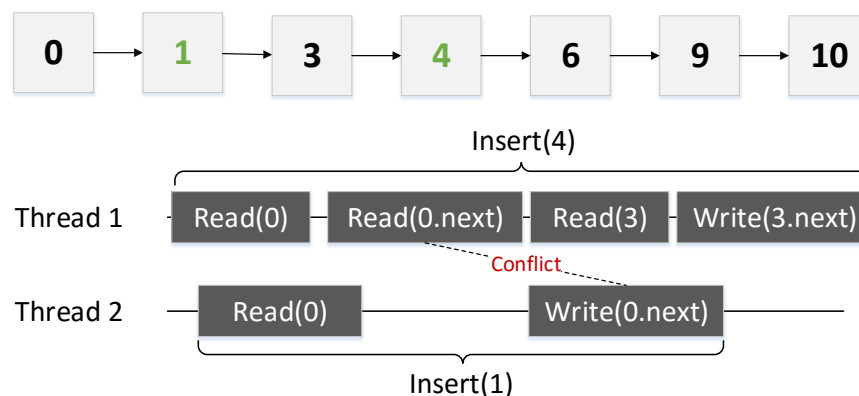 0 1 3 4 6 9 10
Insert(4)
Thread 1 Read(0) Read(0.next) Read(3) Write(3.next)
Conflict
Thread 2 Read(0) Write(0.next)
Insert(1)